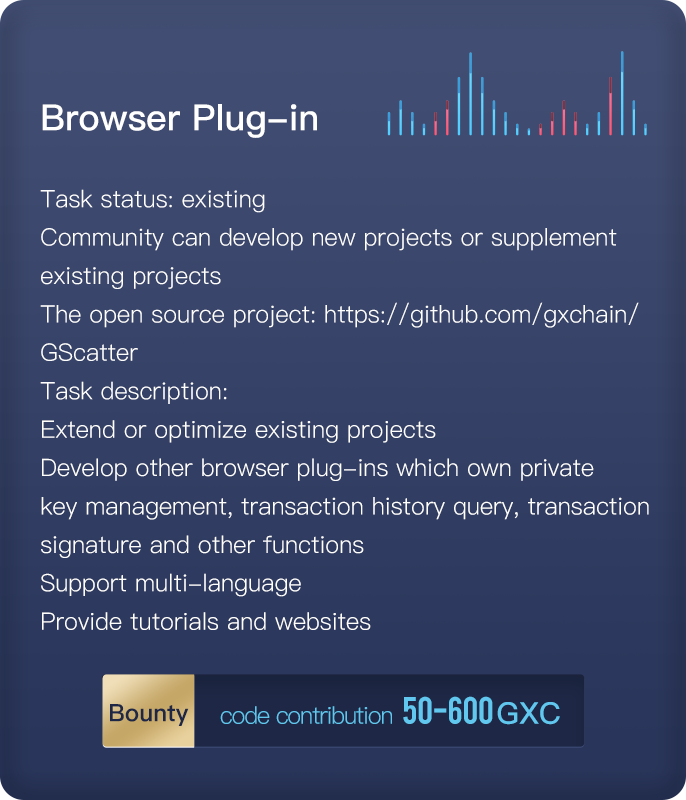 Browser Plug-in
Task status: existing
Community can develop new projects or supplement
existing projects
The open source project: https://github.com/gxchain/
GScatter
Task description:
Extend or optimize existing projects
Develop other browser plug-ins which own private
key management, transaction history query, transaction
signature and other functions
Support multi-language
Provide tutorials and websites
Bounty code contribution 50-600 GXC